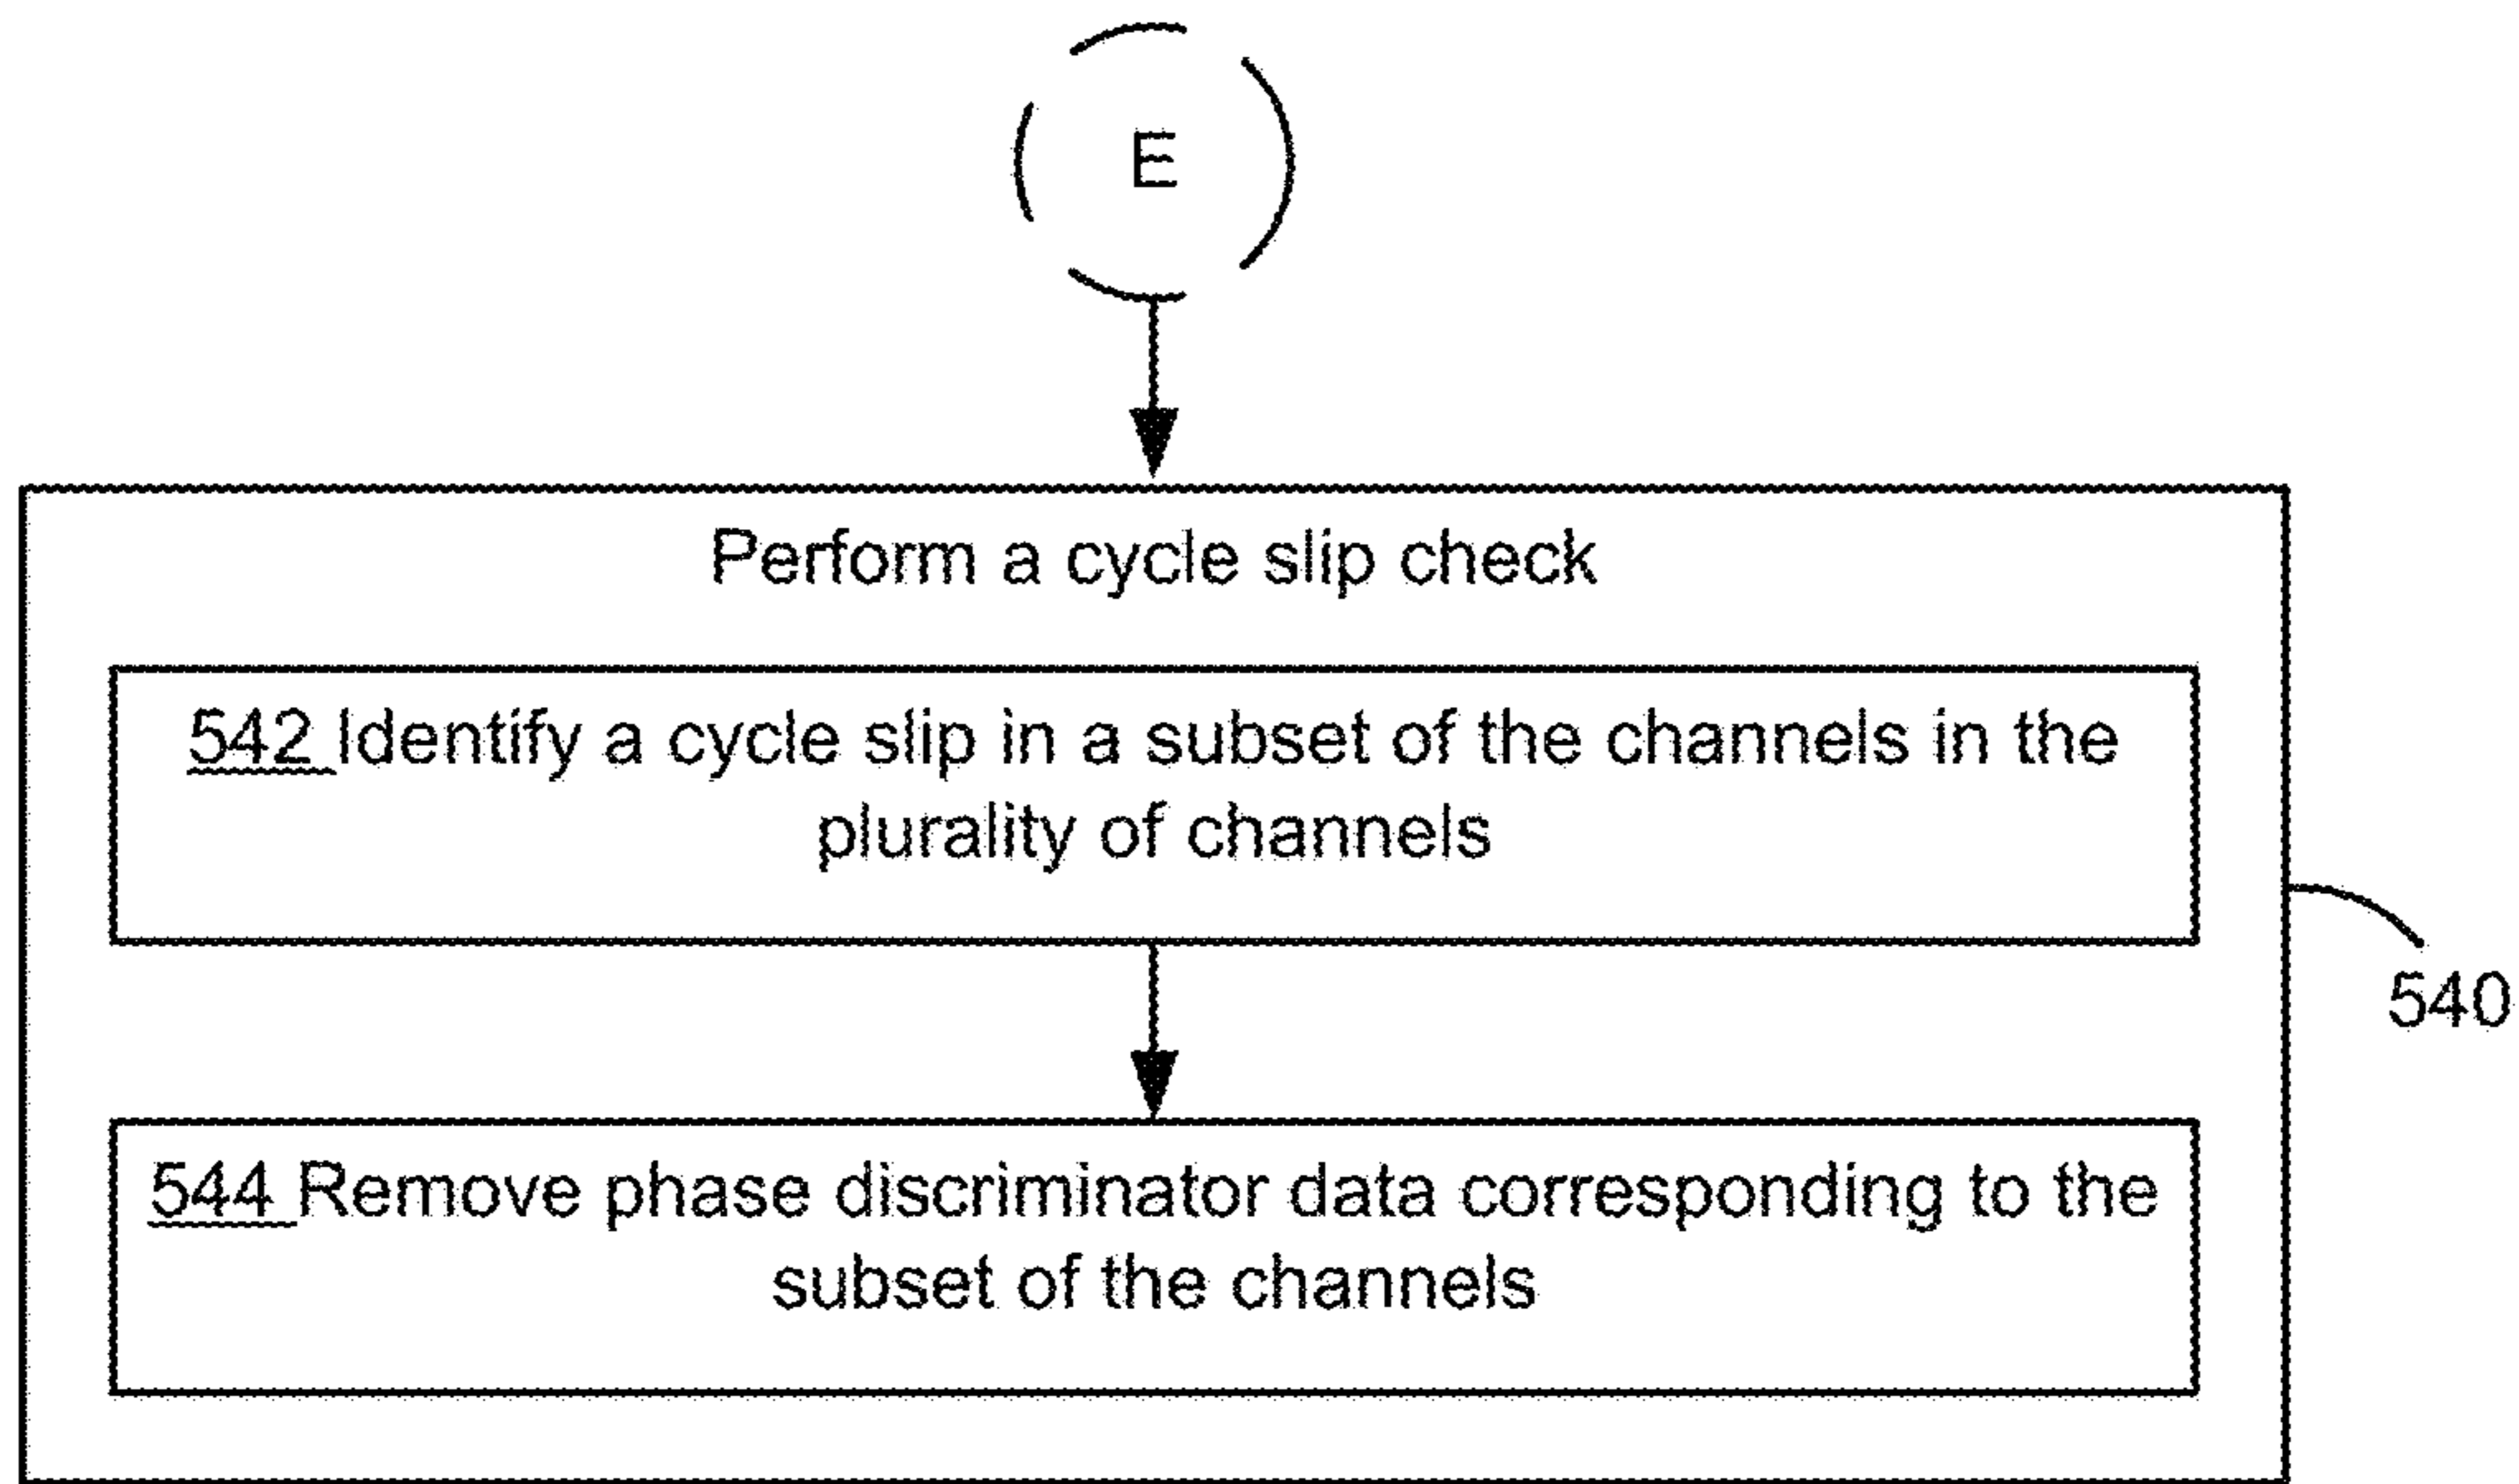 E
Perform a cycle slip check
542 Identify a cycle slip in a subset of the channels in the
plurality of channels
540
544 Remove phase discriminator data corresponding to the
subset of the channels